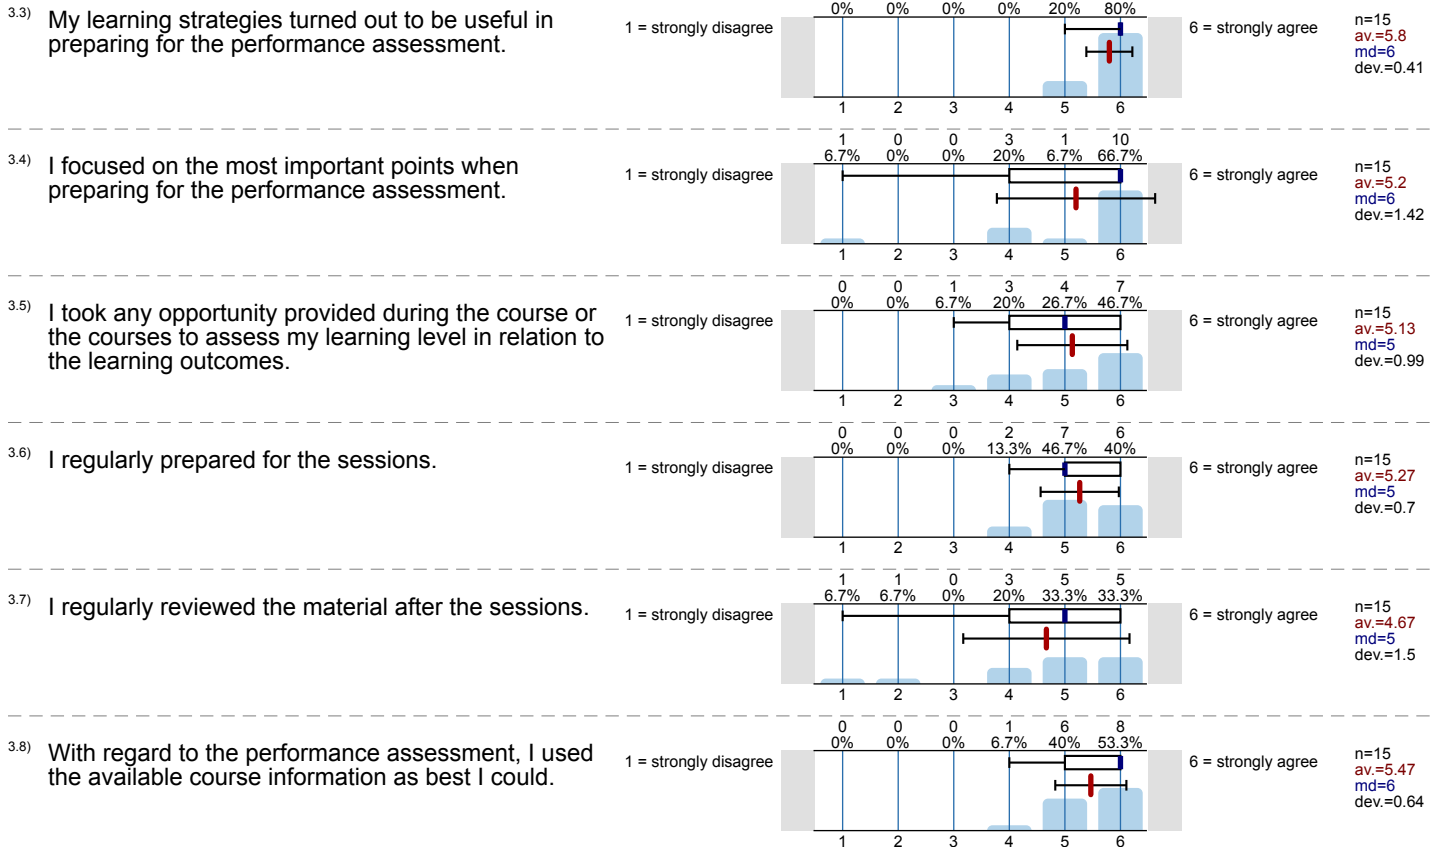 0% 0% 0% 0% 20% 80%
3.3) My learning strategies turned out to be useful in
preparing for the performance assessment.
1 = strongly disagree
6 = strongly agree
n=15
av.=5.8
md=6
dev.=0.41
1 2 3 4 5 6
1 0 0 3 1 10
6.7% 0% 0% 20% 6.7% 66.7%
3.4) I focused on the most important points when
preparing for the performance assessment.
1 = strongly disagree
6 = strongly agree
n=15
av.=5.2
md=6
dev.=1.42
1 2 3 4 5 6
0 0 1 3 4 7
0% 0% 6.7% 20% 26.7% 46.7%
3.5) I took any opportunity provided during the course or
the courses to assess my learning level in relation to
the learning outcomes.
1 = strongly disagree
6 = strongly agree
n=15
av.=5.13
md=5
dev.=0.99
1 2 3 4 5 6
0 0 0 2 7 6
0% 0% 0% 13.3% 46.7% 40%
3.6) I regularly prepared for the sessions.
1 = strongly disagree
6 = strongly agree
n=15
av.=5.27
md=5
dev.=0.7
1 2 3 4 5 6
1 1 0 3 5 5
6.7% 6.7% 0% 20% 33.3% 33.3%
3.7) I regularly reviewed the material after the sessions.
1 = strongly disagree
6 = strongly agree
n=15
av.=4.67
md=5
dev.=1.5
1 2 3 4 5 6
0 0 0 1 6 8
0% 0% 0% 6.7% 40% 53.3%
3.8) With regard to the performance assessment, I used
the available course information as best I could.
1 = strongly disagree
6 = strongly agree
n=15
av.=5.47
md=6
dev.=0.64
1 2 3 4 5 6